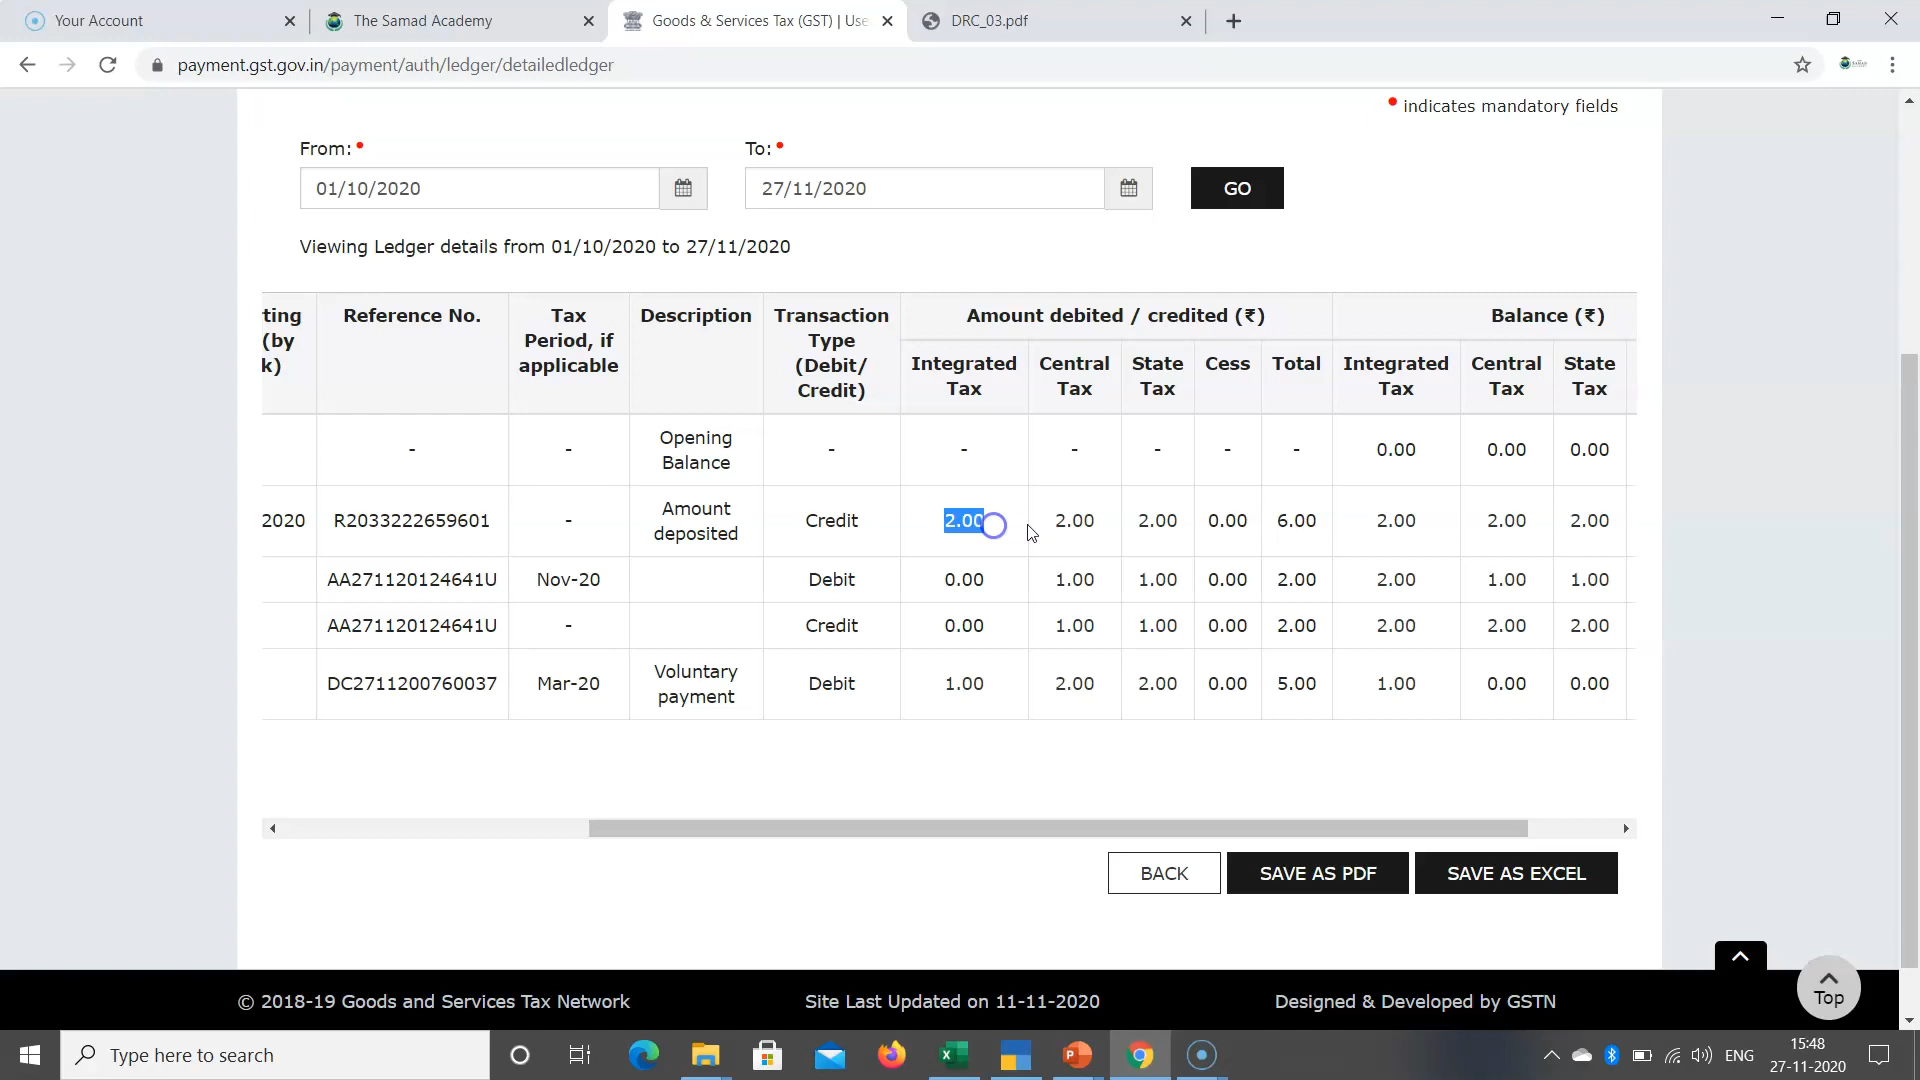 Your Account
The Samad Academy
Goods & Services Tax (GST) | Use
DRC_03.pdf
payment.gst.gov.in/payment/auth/ledger/detailedledger
• indicates mandatory fields
From: •
To: •
01/10/2020
27/11/2020
GO
Viewing Ledger details from 01/10/2020 to 27/11/2020
ting (by k)
Reference No.
Tax Period, if applicable
Description
Transaction Type (Debit/ Credit)
Amount debited / credited (₹)
Balance (₹)
Integrated Tax
Central Tax
State Tax
Cess
Total
Integrated Tax
Central Tax
State Tax
- - Opening Balance - - - - - - 0.00 0.00 0.00
2020 R2033222659601 - Amount deposited Credit 2.00 2.00 2.00 0.00 6.00 2.00 2.00 2.00
AA271120124641U Nov-20 Debit 0.00 1.00 1.00 0.00 2.00 2.00 1.00 1.00
AA271120124641U - Credit 0.00 1.00 1.00 0.00 2.00 2.00 2.00 2.00
DC2711200760037 Mar-20 Voluntary payment Debit 1.00 2.00 2.00 0.00 5.00 1.00 0.00 0.00
BACK
SAVE AS PDF
SAVE AS EXCEL
Top
© 2018-19 Goods and Services Tax Network
Site Last Updated on 11-11-2020
Designed & Developed by GSTN
Type here to search
ENG
15:48
27-11-2020